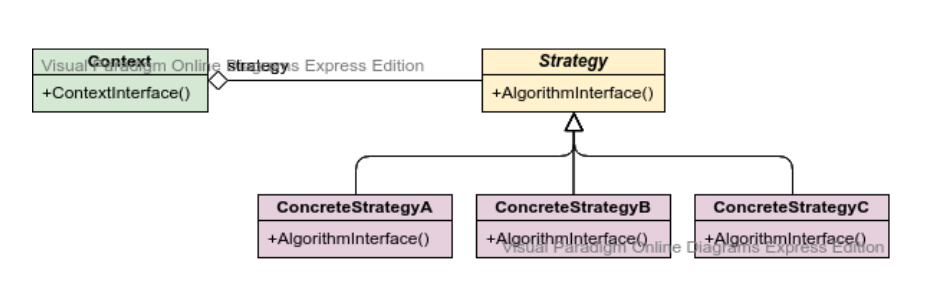 Context
Visual Paradigm Online Diagrams Express Edition
strategy
Strategy
+ContextInterface()
+AlgorithmInterface()
ConcreteStrategyA
ConcreteStrategyB
ConcreteStrategyC
+AlgorithmInterface()
+AlgorithmInterface()
+AlgorithmInterface()
Visual Paradigm Online Diagrams Express Edition